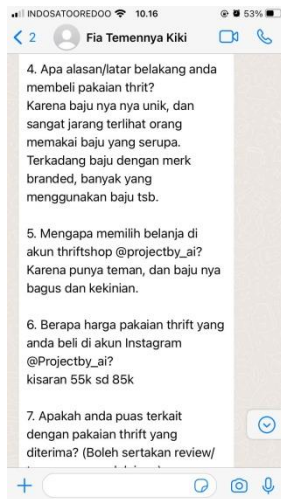 INDOSATOOREDOO 10.16 53%
2 Fia Temennya Kiki
4. Apa alasan/latar belakang anda
membeli pakaian thrit?
Karena baju nya nya unik, dan
sangat jarang terlihat orang
memakai baju yang serupa.
Terkadang baju dengan merk
branded, banyak yang
menggunakan baju tsb.
5. Mengapa memilih belanja di
akun thriftshop @projectby_ai?
Karena punya teman, dan baju nya
bagus dan kekinian.
6. Berapa harga pakaian thrift yang
anda beli di akun Instagram
@Projectby_ai?
kisaran 55k sd 85k
7. Apakah anda puas terkait
dengan pakaian thrift yang
diterima? (Boleh sertakan review/